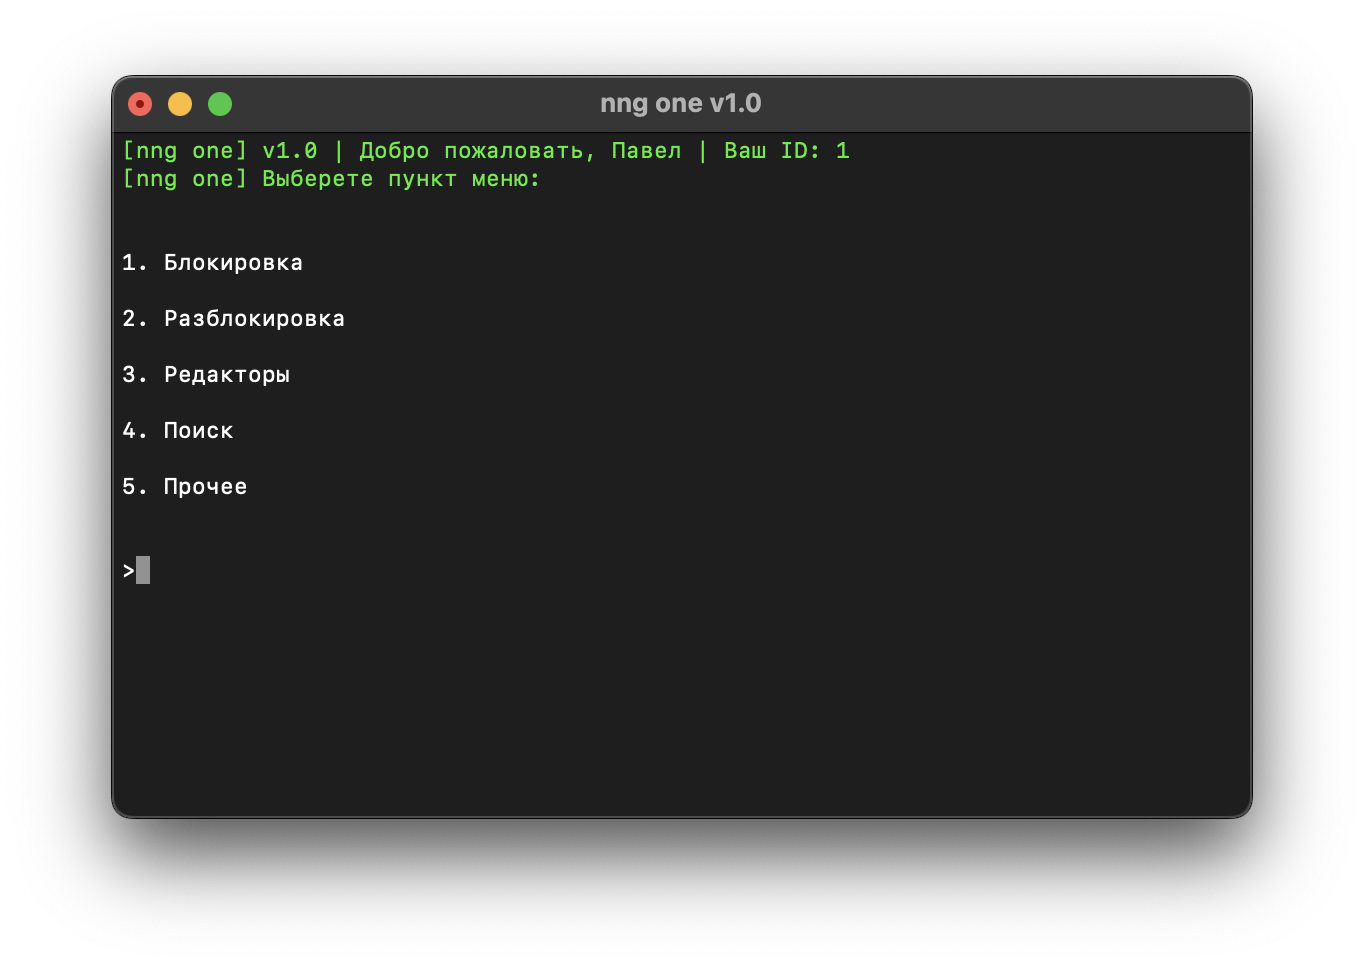 nng one v1.0
[nng one] v1.0 | Добро пожаловать, Павел | Ваш ID: 1
[nng one] Выберете пункт меню:
1. Блокировка
2. Разблокировка
3. Редакторы
4. Поиск
5. Прочее
>